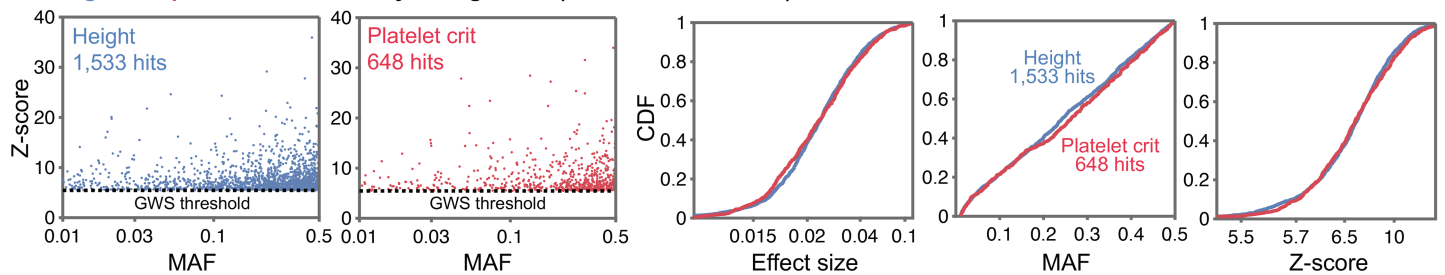 Height
1,533 hits
Z-score
40
30
20
10
0
GWS threshold
0.01
0.03
0.1
0.5
MAF
Platelet crit
648 hits
40
30
20
10
0
GWS threshold
0.01
0.03
0.1
0.5
MAF
CDF
1
0.8
0.6
0.4
0.2
0
0.015
0.02
0.04
0.1
Effect size
1
0.8
0.6
0.4
0.2
0
Height
1,533 hits
Platelet crit
648 hits
0.1
0.2
0.3
0.4
0.5
MAF
1
0.8
0.6
0.4
0.2
0
5.5
5.7
6.5
10
Z-score